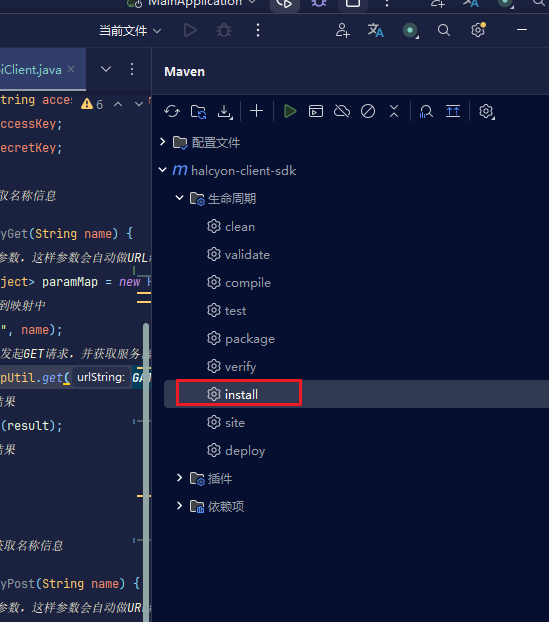 MainApplication
当前文件
iClient.java
Maven
string acces
6
ccessKey;
ecretKey;
配置文件
halcyon-client-sdk
取名称信息
生命周期
yGet(String name) {
clean
参数，这样参数会自动做URL
validate
ject> paramMap = new
compile
到映射中
", name);
test
package
发起GET请求，并获取服务
verify
pUtil.get( urlString: GAT
结果
install
(result);
site
结果
deploy
插件
依赖项
获取名称信息
yPost(String name) {
参数，这样参数会自动做UR